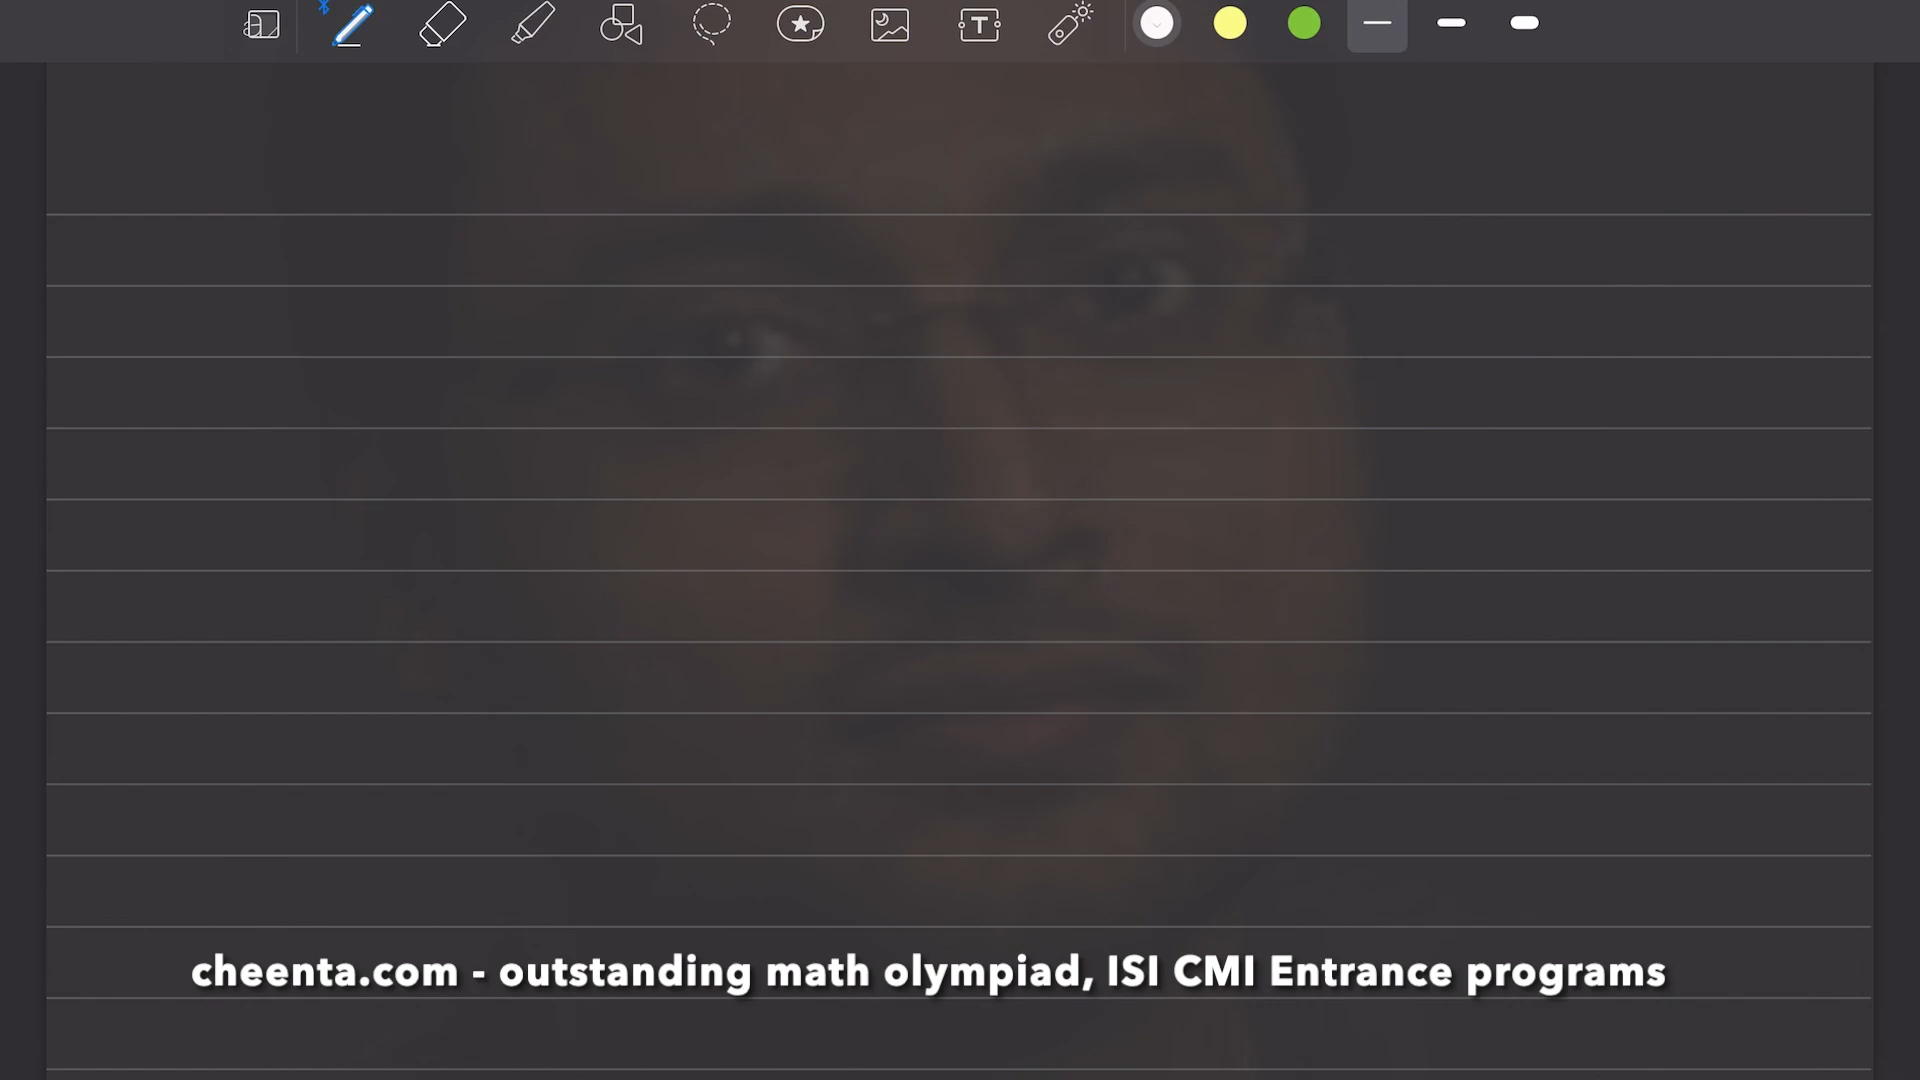 T
cheenta.com - outstanding math olympiad, ISI CMI Entrance programs